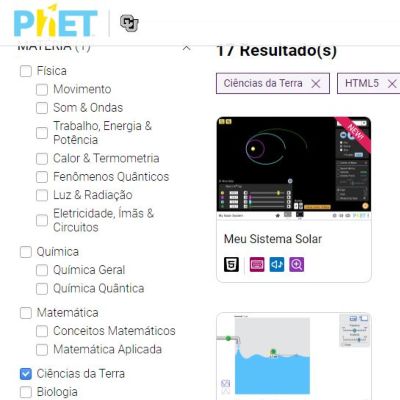 PhET
MATÉRIA (1)
Física
Movimento
Som & Ondas
Trabalho, Energia &
Potência
Calor & Termometria
Fenômenos Quânticos
Luz & Radiação
Eletricidade, Ímãs &
Circuitos
Química
Química Geral
Química Quântica
Matemática
Conceitos Matemáticos
Matemática Aplicada
Ciências da Terra
Biologia
17 Resultado(s)
Ciências da Terra
HTML5
NEW!
Meu Sistema Solar